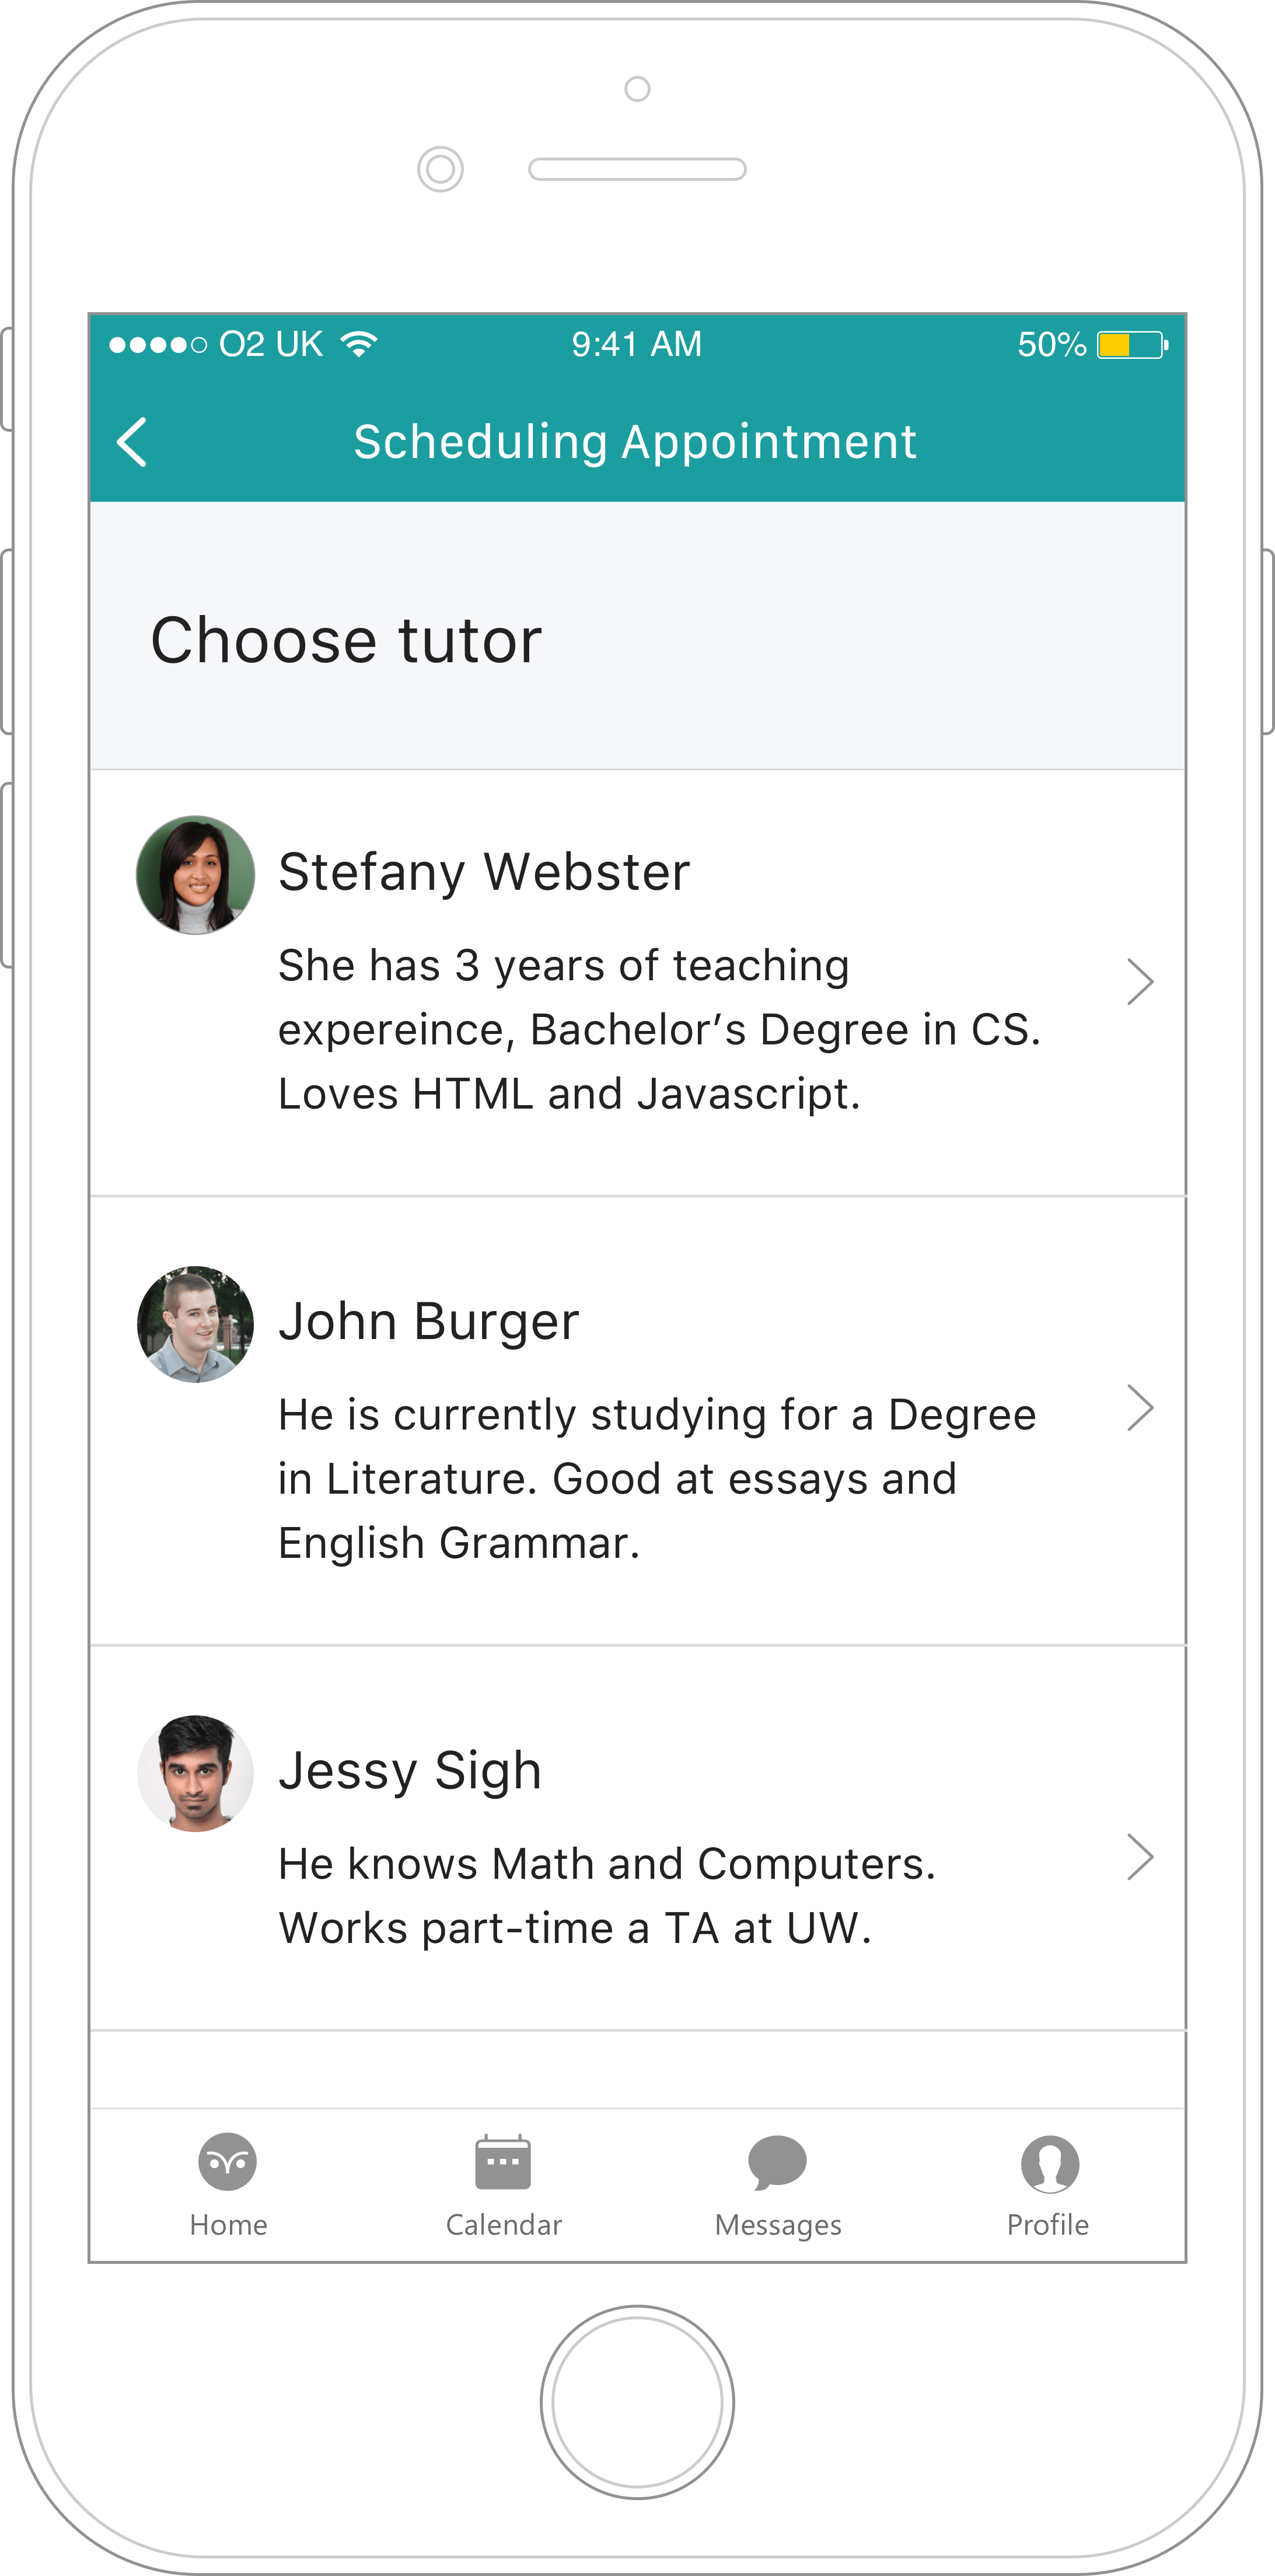 O2 UK 9:41 AM 50%
Scheduling Appointment
Choose tutor
Stefany Webster
She has 3 years of teaching
expereince, Bachelor’s Degree in CS.
Loves HTML and Javascript.
John Burger
He is currently studying for a Degree
in Literature. Good at essays and
English Grammar.
Jessy Sigh
He knows Math and Computers.
Works part-time a TA at UW.
Home Calendar Messages Profile